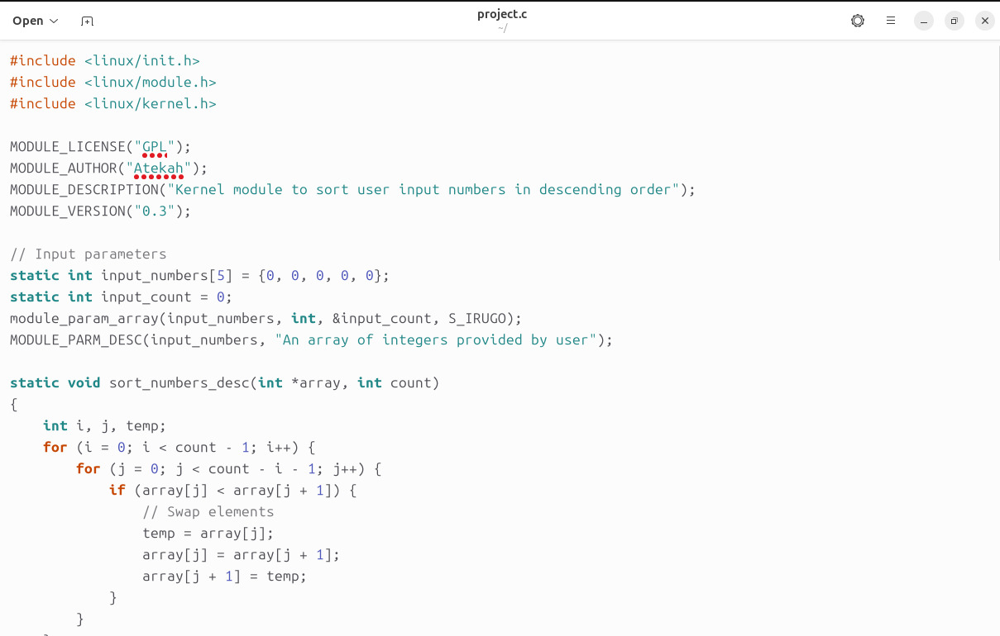 Open
project.c
~/
#include <linux/init.h>
#include <linux/module.h>
#include <linux/kernel.h>

MODULE_LICENSE("GPL");
MODULE_AUTHOR("Atekah");
MODULE_DESCRIPTION("Kernel module to sort user input numbers in descending order");
MODULE_VERSION("0.3");

// Input parameters
static int input_numbers[5] = {0, 0, 0, 0, 0};
static int input_count = 0;
module_param_array(input_numbers, int, &input_count, S_IRUGO);
MODULE_PARM_DESC(input_numbers, "An array of integers provided by user");

static void sort_numbers_desc(int *array, int count)
{
    int i, j, temp;
    for (i = 0; i < count - 1; i++) {
        for (j = 0; j < count - i - 1; j++) {
            if (array[j] < array[j + 1]) {
                // Swap elements
                temp = array[j];
                array[j] = array[j + 1];
                array[j + 1] = temp;
            }
        }